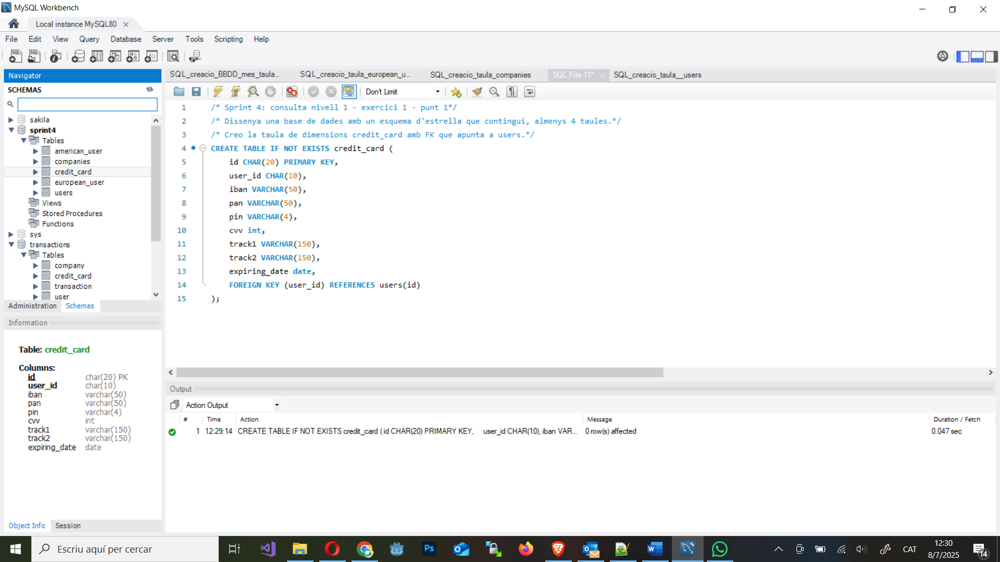 MySQL Workbench
Local instance MySQL80
File Edit View Query Database Server Tools Scripting Help
Navigator
SCHEMAS
sakila
sprint4
Tables
american_user
companies
credit_card
european_user
users
Views
Stored Procedures
Functions
sys
transactions
Tables
company
credit_card
transaction
user
Administration Schemas
Information
Table: credit_card
Columns:
id char(20) PK
user_id char(10)
iban varchar(50)
pan varchar(50)
pin varchar(4)
cvv int
track1 varchar(150)
track2 varchar(150)
expiring_date date
Object Info Session
SQL_creacio_BBDD_mes_taula... SQL_creacio_taula_european_u... SQL_creacio_taula_companies SQL File 11* SQL_creacio_taula__users
Don't Limit
1 /* Sprint 4: consulta nivell 1 - exercici 1 - punt 1*/
2 /* Dissenya una base de dades amb un esquema d'estrella que contingui, almenys 4 taules.*/
3 /* Creo la taula de dimensions credit_card amb FK que apunta a users.*/
4 CREATE TABLE IF NOT EXISTS credit_card (
5 id CHAR(20) PRIMARY KEY,
6 user_id CHAR(10),
7 iban VARCHAR(50),
8 pan VARCHAR(50),
9 pin VARCHAR(4),
10 cvv int,
11 track1 VARCHAR(150),
12 track2 VARCHAR(150),
13 expiring_date date,
14 FOREIGN KEY (user_id) REFERENCES users(id)
15 );
Output
Action Output
# Time Action Message Duration / Fetch
1 12:29:14 CREATE TABLE IF NOT EXISTS credit_card ( id CHAR(20) PRIMARY KEY, user_id CHAR(10), iban VAR... 0 row(s) affected 0.047 sec
Escriu aquí per cercar
CAT
12:30
8/7/2025
14